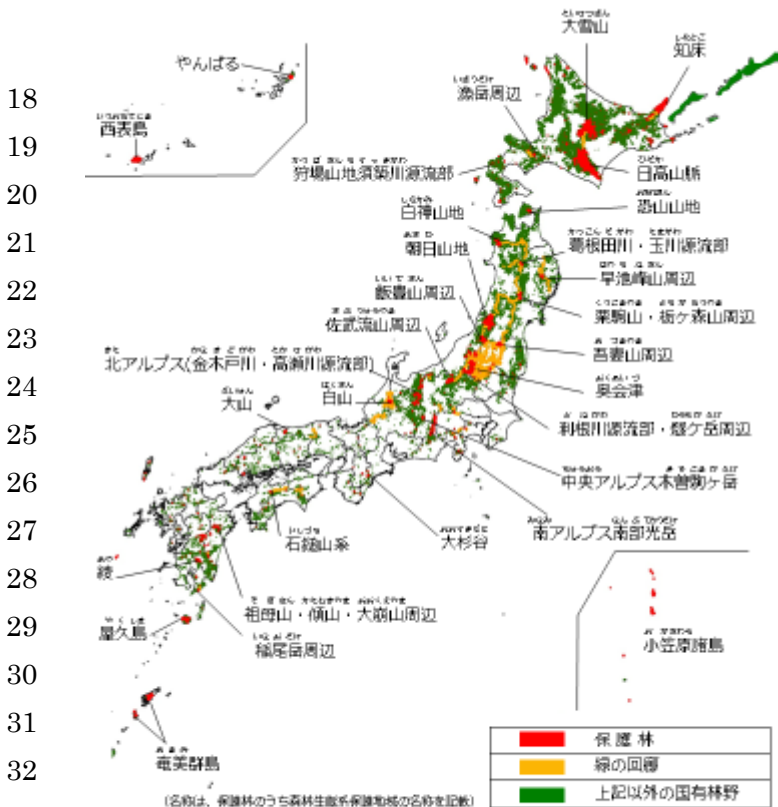 大雪山
知床
やんばる
18
漁岳周辺
西表島
19
狩場山地須築川源流部
日高山脈
20
白神山地
恐山山地
21
朝日山地
葛根田川・玉川源流部
早池峰山周辺
22
飯豊山周辺
栗駒山・栃ヶ森山周辺
佐武流山周辺
23
吾妻山周辺
北アルプス(金木戸川・高瀬川源流部)
奥会津
24
白山
大山
利根川源流部・燧ケ岳周辺
25
中央アルプス木曽駒ヶ岳
26
南アルプス南部光岳
大杉谷
石鎚山系
27
綾
28
祖母山・傾山・大崩山周辺
屋久島
29
稲尾岳周辺
小笠原諸島
30
31
奄美群島
保護林
緑の回廊
32
上記以外の国有林野
(名称は、保護林のうち森林生態系保護地域の名称を記載)